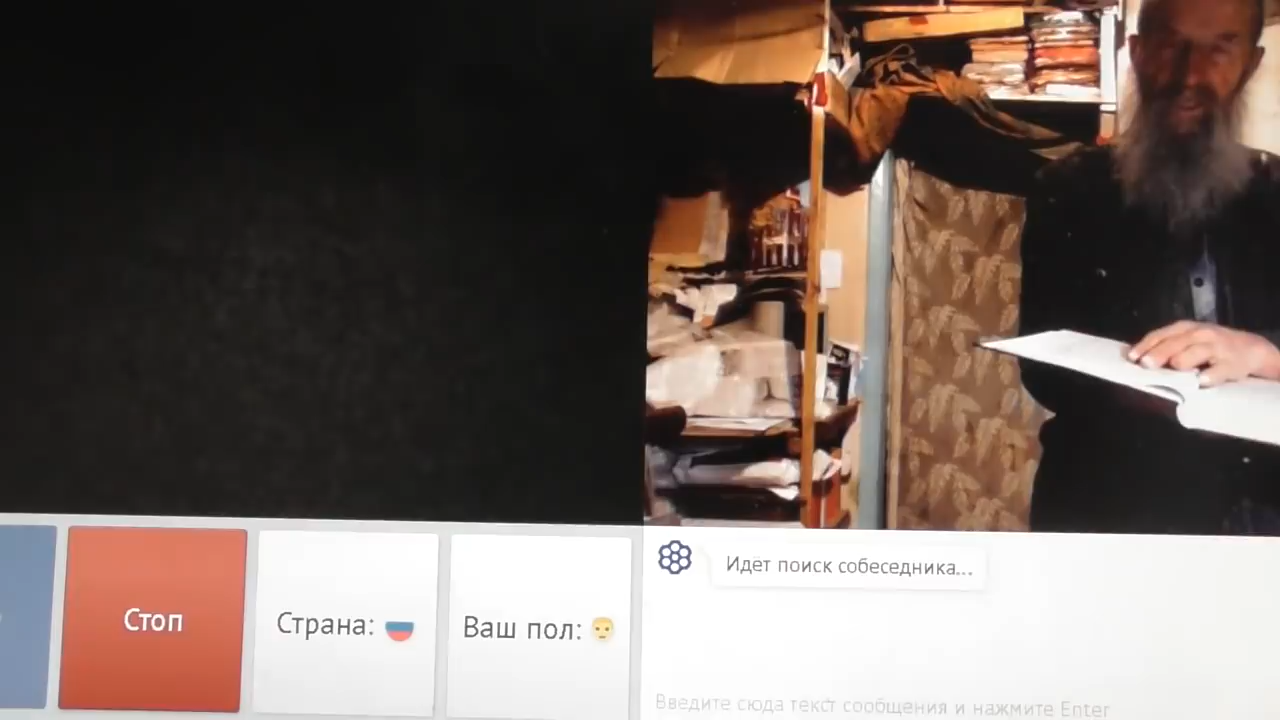 Стоп
Страна:
Ваш пол:
Идёт поиск собеседника...
Введите сюда текст сообщения и нажмите Enter